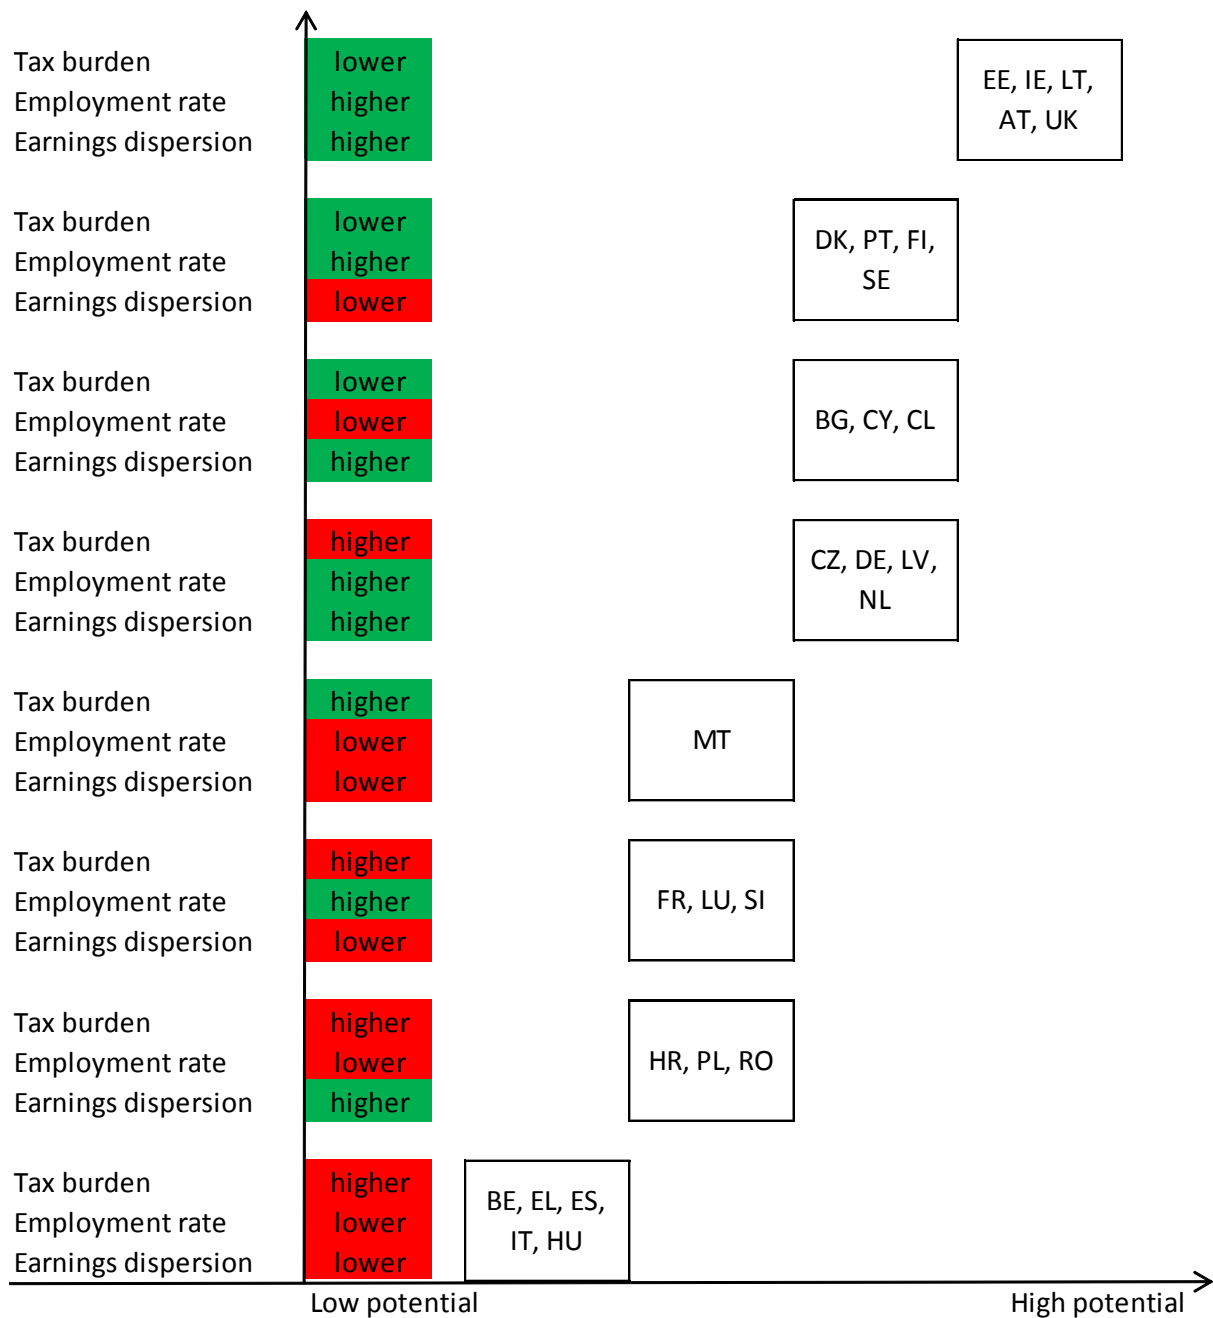 Tax burden lower
Employment rate higher
Earnings dispersion higher
EE, IE, LT,
AT, UK
Tax burden lower
Employment rate higher
Earnings dispersion lower
DK, PT, FI,
SE
Tax burden lower
Employment rate lower
Earnings dispersion higher
BG, CY, CL
Tax burden higher
Employment rate higher
Earnings dispersion higher
CZ, DE, LV,
NL
Tax burden higher
Employment rate lower
Earnings dispersion lower
MT
Tax burden higher
Employment rate higher
Earnings dispersion lower
FR, LU, SI
Tax burden higher
Employment rate lower
Earnings dispersion higher
HR, PL, RO
Tax burden higher
Employment rate lower
Earnings dispersion lower
BE, EL, ES,
IT, HU
Low potential High potential